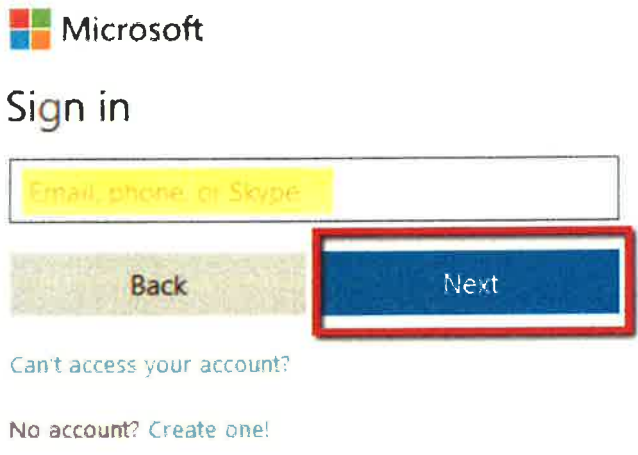 Microsoft
Sign in
Email, phone, or Skype
Back Next
Can't access your account?
No account? Create one!